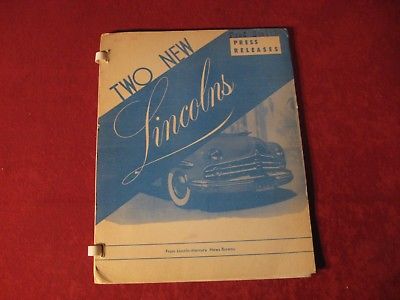 TWO NEW
Lincolns
PRESS
RELEASES
From Lincoln-Mercury News Bureau